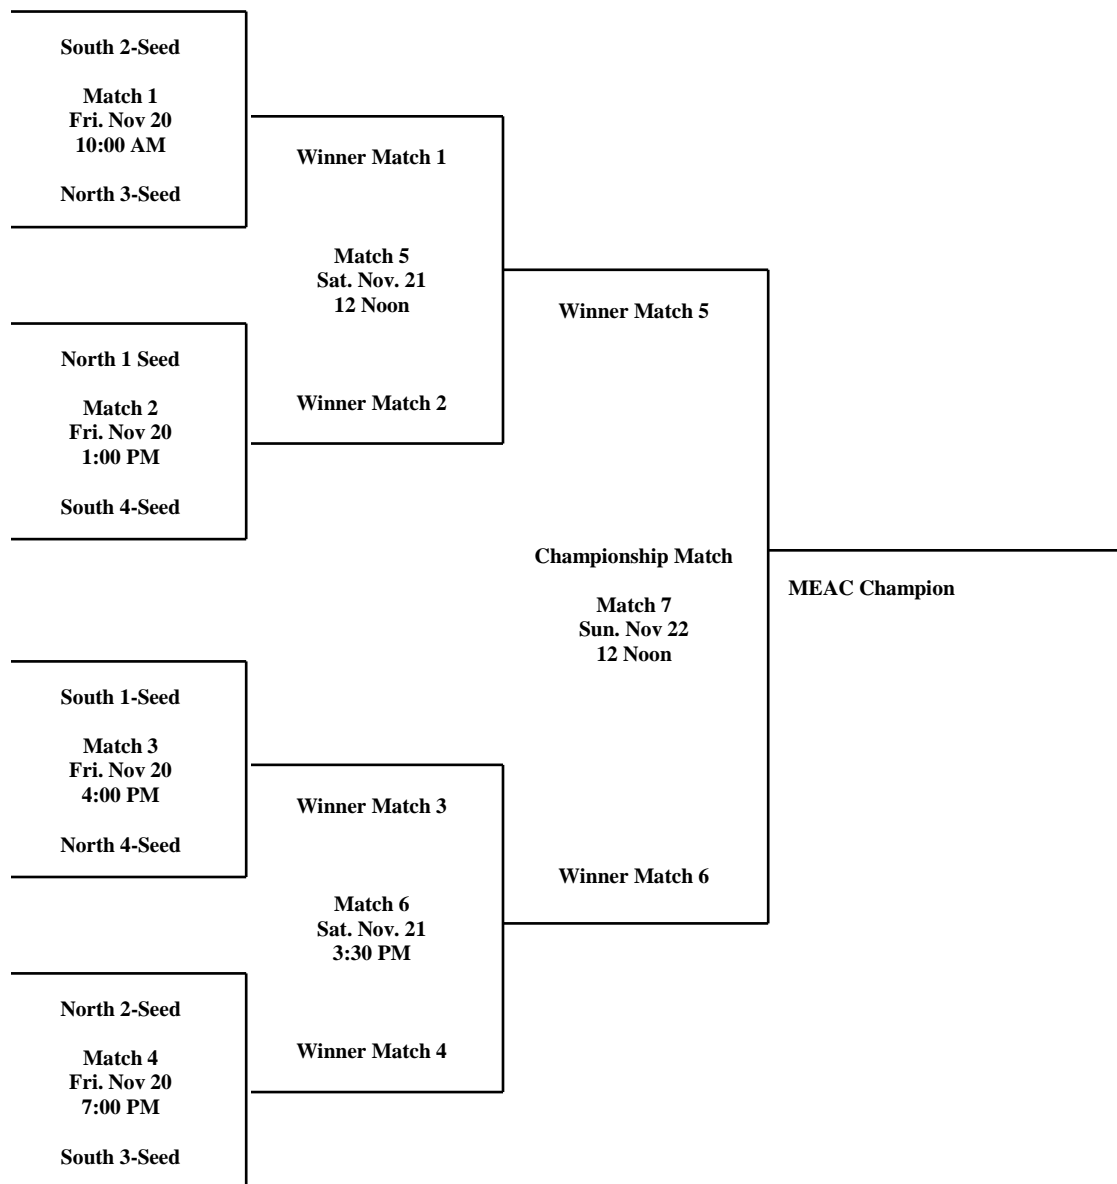 South 2-Seed
Match 1
Fri. Nov 20
10:00 AM
North 3-Seed
Winner Match 1
Match 5
Sat. Nov. 21
12 Noon
Winner Match 2
North 1 Seed
Match 2
Fri. Nov 20
1:00 PM
South 4-Seed
Winner Match 5
Championship Match
Match 7
Sun. Nov 22
12 Noon
Winner Match 6
MEAC Champion
South 1-Seed
Match 3
Fri. Nov 20
4:00 PM
North 4-Seed
Winner Match 3
Match 6
Sat. Nov. 21
3:30 PM
Winner Match 4
North 2-Seed
Match 4
Fri. Nov 20
7:00 PM
South 3-Seed